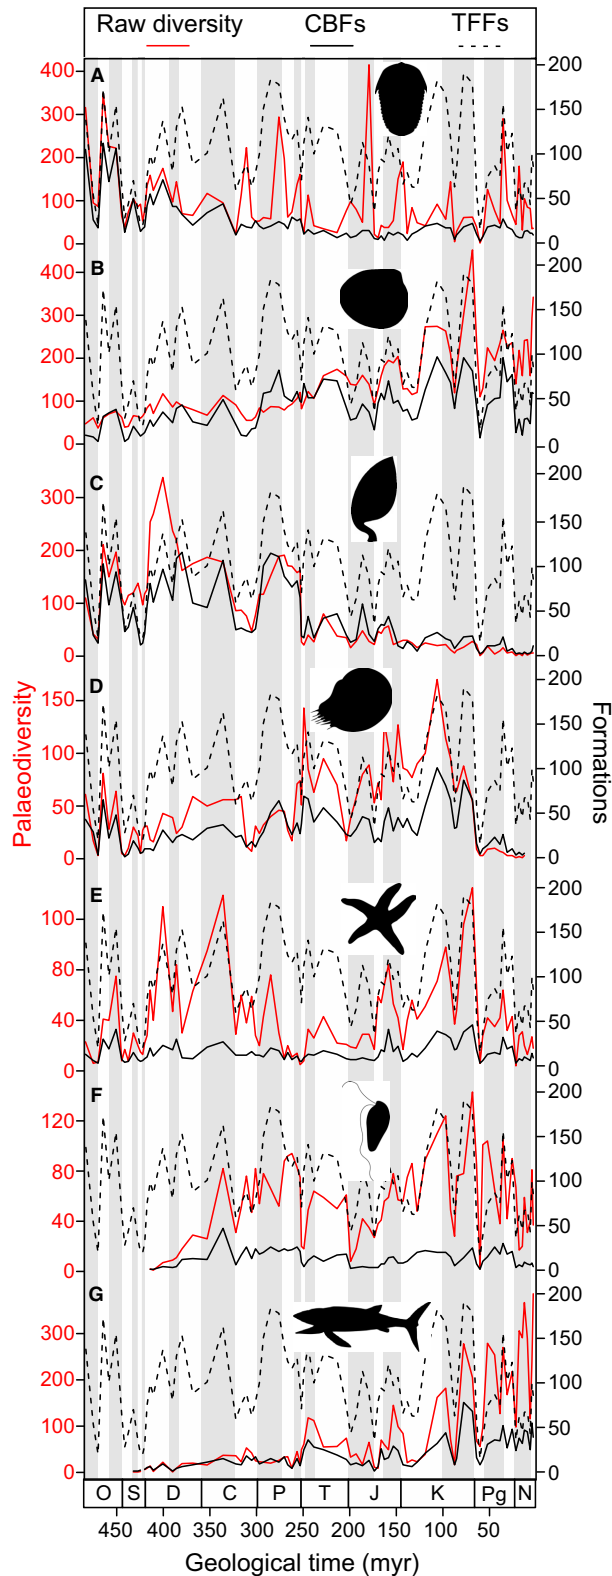 Raw diversity CBFs TFFs
A
400 300 200 100 0
200 150 100 50 0
B
400 300 200 100 0
200 150 100 50 0
C
300 200 100 0
200 150 100 50 0
D
150 100 50 0
200 150 100 50 0
E
100 80 40 0
200 150 100 50 0
F
120 80 40 0
200 150 100 50 0
G
300 200 100 0
200 150 100 50 0
Palaeodiversity
Formations
O S D C P T J K Pg N
450 400 350 300 250 200 150 100 50
Geological time (myr)